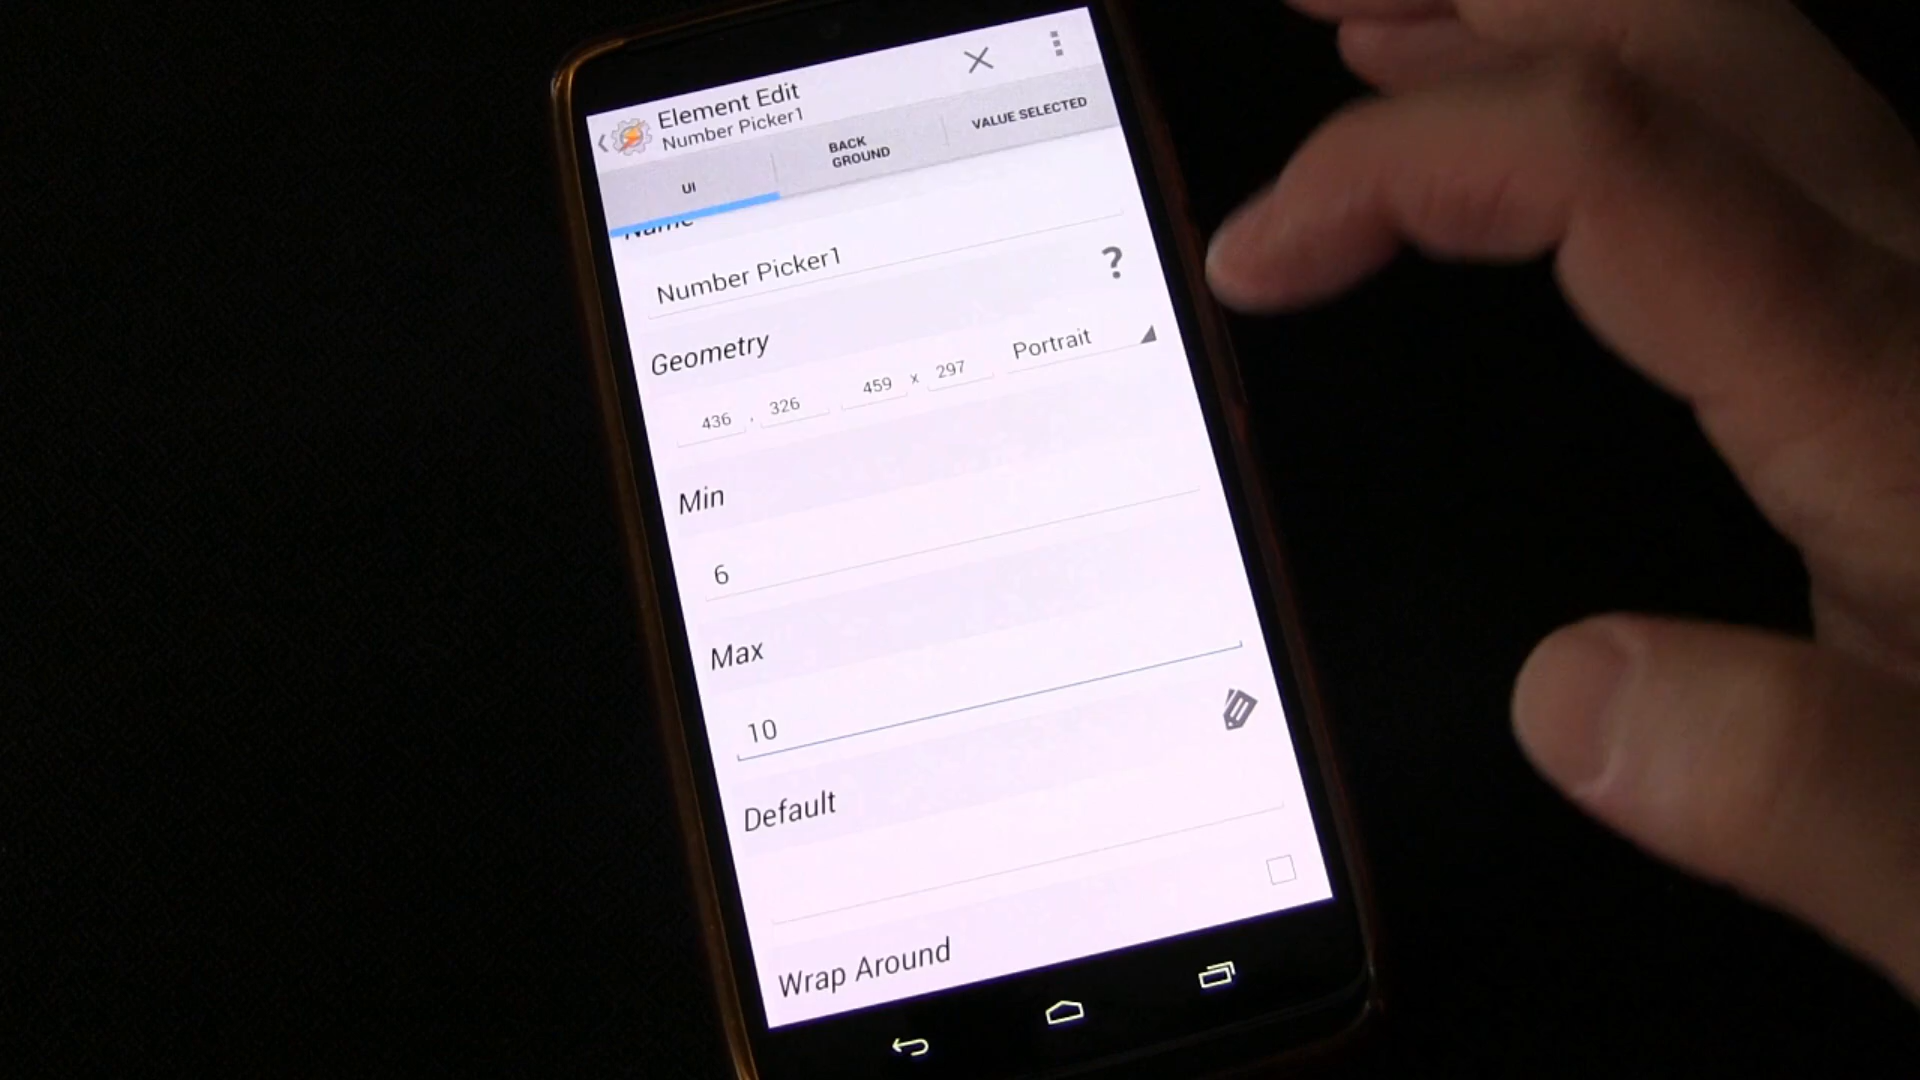 Element Edit
Number Picker1
UI
BACK
GROUND
VALUE SELECTED
Name
Number Picker1
?
Geometry
436 , 326 459 x 297 Portrait
Min
6
Max
10
Default
Wrap Around